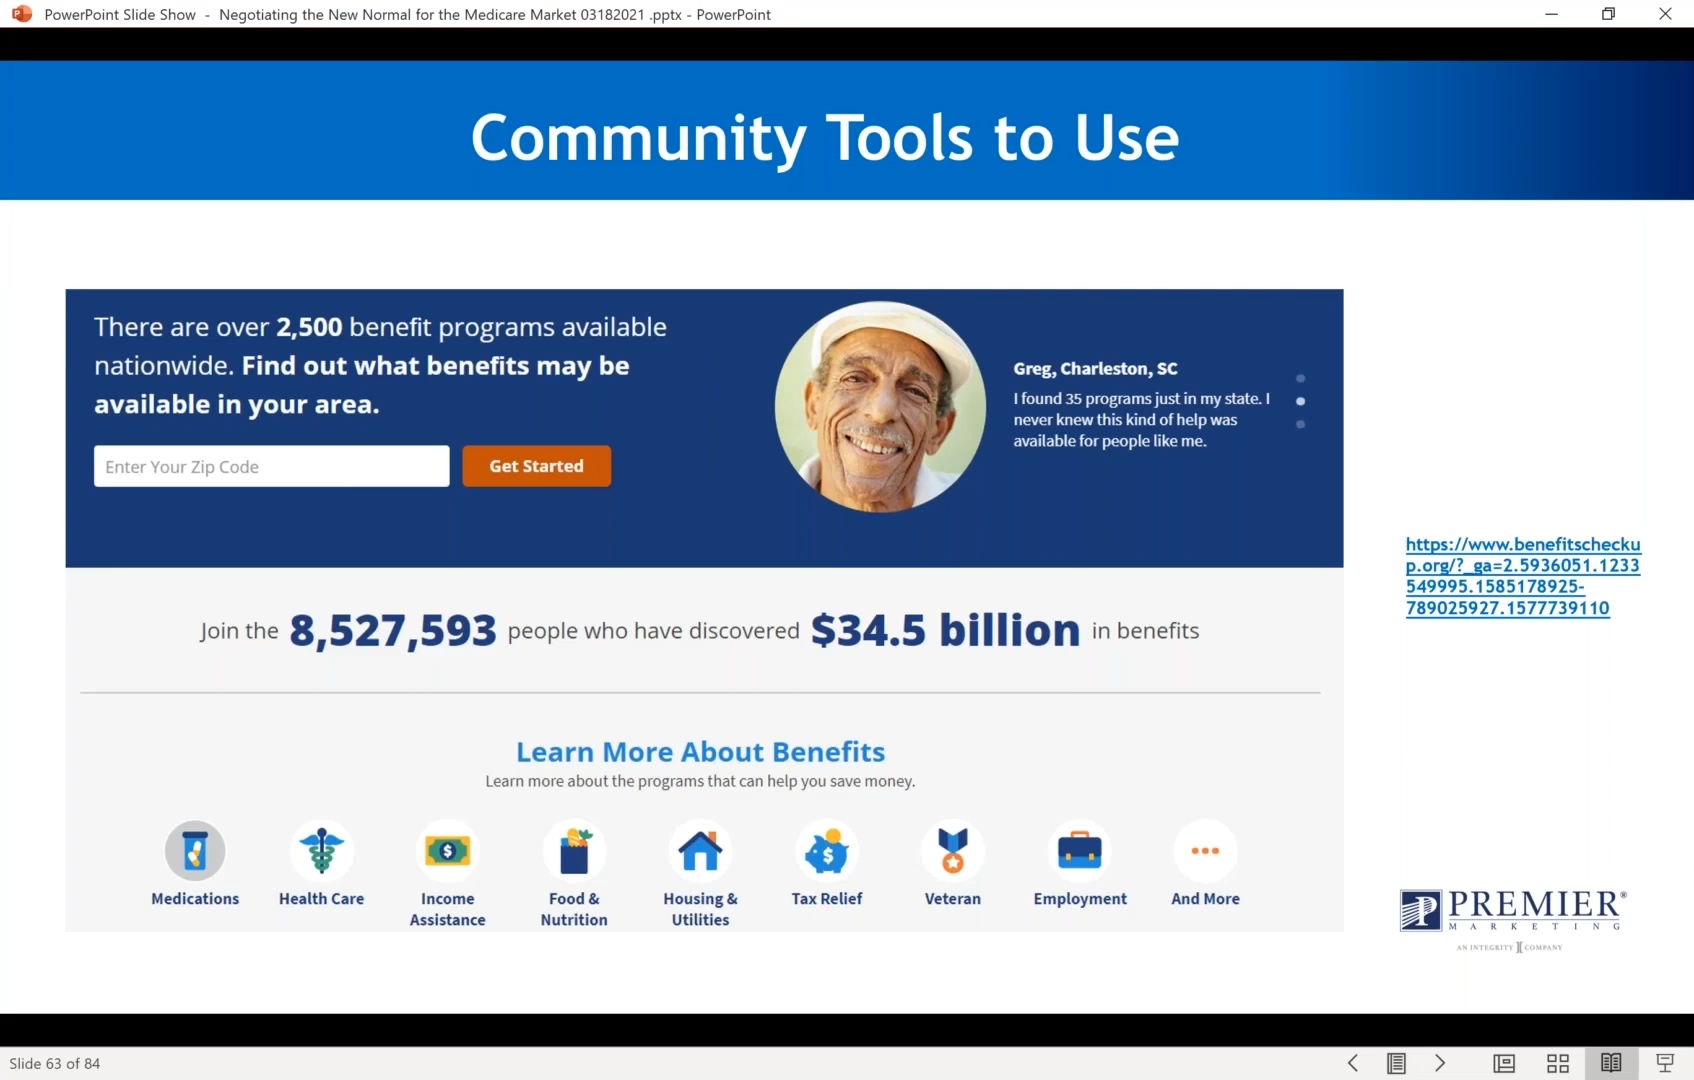 PowerPoint Slide Show - Negotiating the New Normal for the Medicare Market 03182021 .pptx - PowerPoint
Community Tools to Use
There are over 2,500 benefit programs available
nationwide. Find out what benefits may be
available in your area.
Enter Your Zip Code
Get Started
Greg, Charleston, SC
I found 35 programs just in my state. I
never knew this kind of help was
available for people like me.
https://www.benefitschecku
p.org/?_ga=2.5936051.1233
549995.1585178925-
789025927.1577739110
Join the 8,527,593 people who have discovered $34.5 billion in benefits
Learn More About Benefits
Learn more about the programs that can help you save money.
Medications
Health Care
Income
Assistance
Food &
Nutrition
Housing &
Utilities
Tax Relief
Veteran
Employment
And More
PREMIER®
MARKETING
AN INTEGRITY COMPANY
Slide 63 of 84